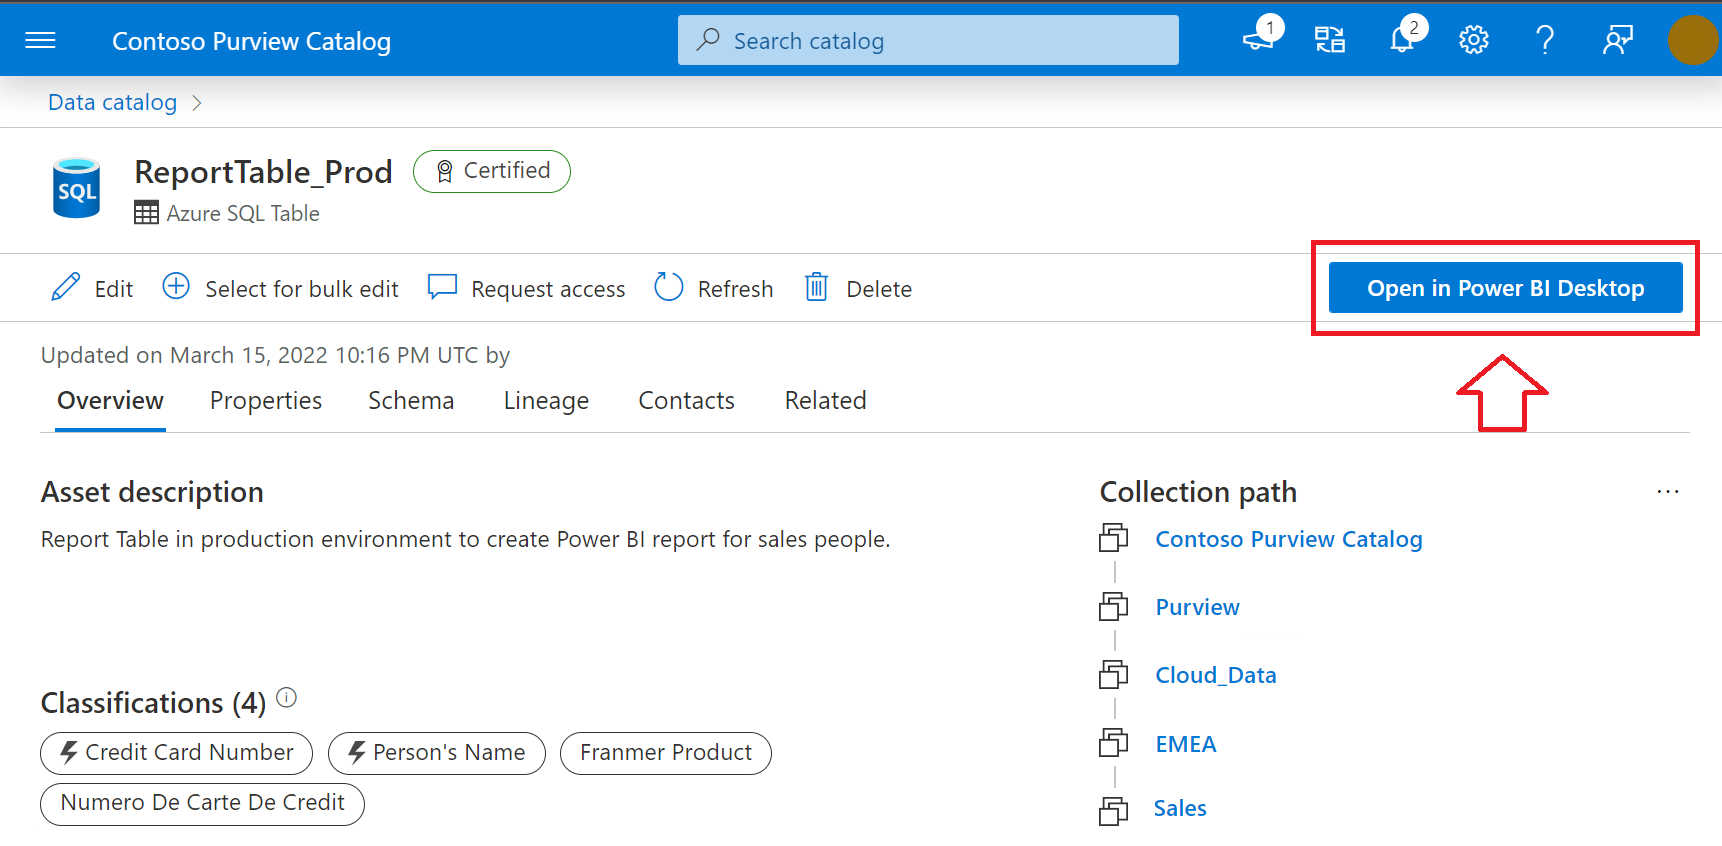 Contoso Purview Catalog
Search catalog
1
2
Data catalog
SQL
ReportTable_Prod
Certified
Azure SQL Table
Edit
Select for bulk edit
Request access
Refresh
Delete
Open in Power BI Desktop
Updated on March 15, 2022 10:16 PM UTC by
Overview
Properties
Schema
Lineage
Contacts
Related
Asset description
Report Table in production environment to create Power BI report for sales people.
Classifications (4)
Credit Card Number
Person's Name
Franmer Product
Numero De Carte De Credit
Collection path
...
Contoso Purview Catalog
Purview
Cloud_Data
EMEA
Sales